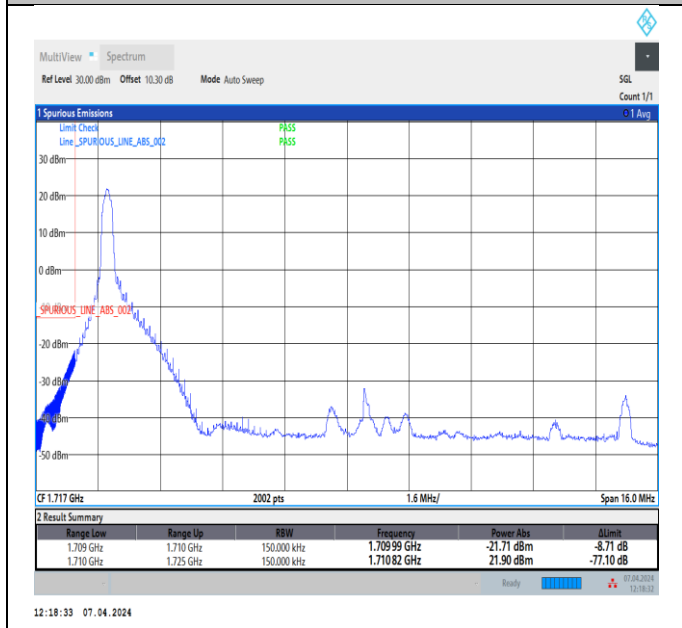 MultiView Spectrum
Ref Level 30.00 dBm Offset 10.30 dB Mode Auto Sweep SGL
Count 1/1
1 Spurious Emissions 1 Avg
Limit Check PASS
Line _SPURIOUS_LINE_ABS_002 PASS
30 dBm
20 dBm
10 dBm
0 dBm
_SPURIOUS_LINE_ABS_002
-20 dBm
-30 dBm
-40 dBm
-50 dBm
CF 1.717 GHz 2002 pts 1.6 MHz/ Span 16.0 MHz
2 Result Summary
Range Low Range Up RBW Frequency Power Abs ΔLimit
1.709 GHz 1.710 GHz 150.000 kHz 1.70999 GHz -21.71 dBm -8.71 dB
1.710 GHz 1.725 GHz 150.000 kHz 1.71082 GHz 21.90 dBm -77.10 dB
Ready 07.04.2024
12:18:32
12:18:33 07.04.2024